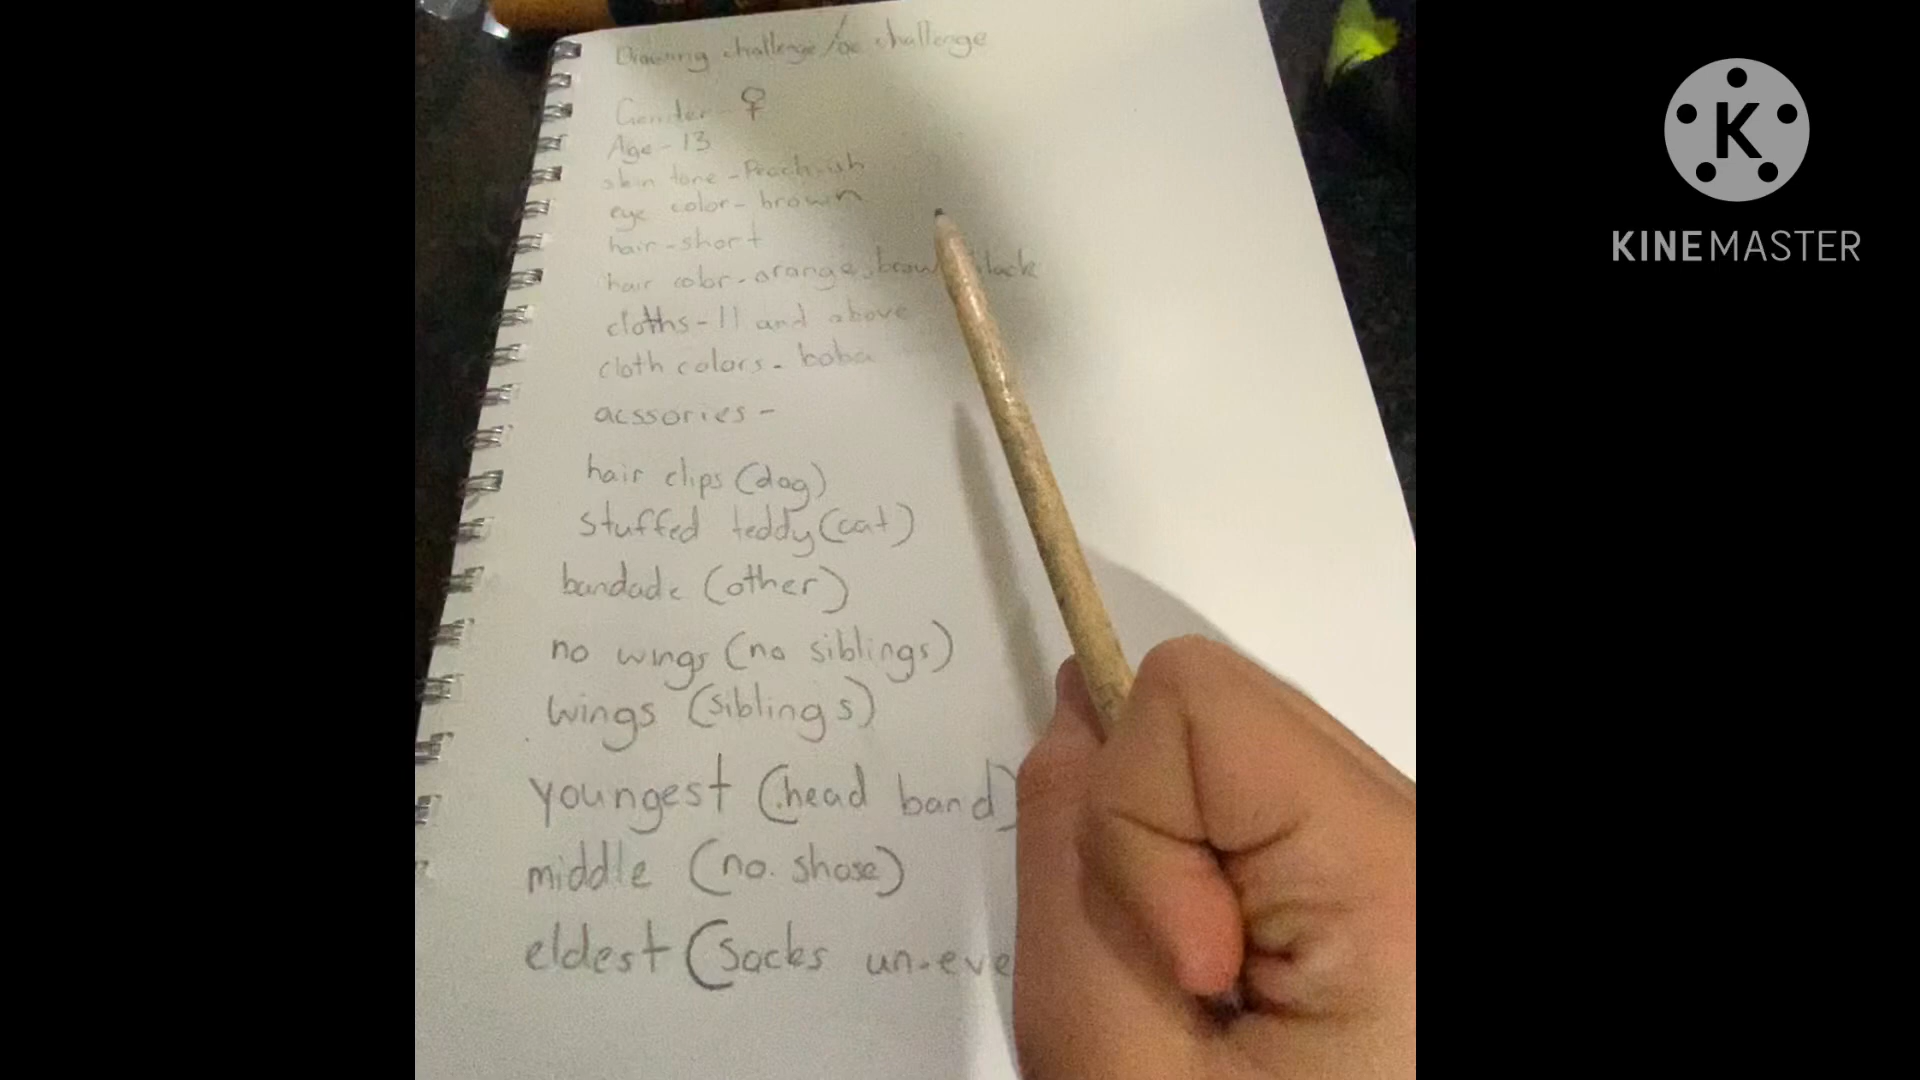 Drawing challenge/oc challenge
Gender - ♀
Age - 13
skin tone - Peach-ish
eye color - brown
hair - short
hair color - orange, brow black
cloths - 11 and above
cloth colors - boba
acssories -
hair clips (dog)
stuffed teddy (cat)
bandade (other)
no wings (no siblings)
wings (siblings)
youngest (head band)
middle (no shose)
eldest (socks un-eve
K
KINEMASTER